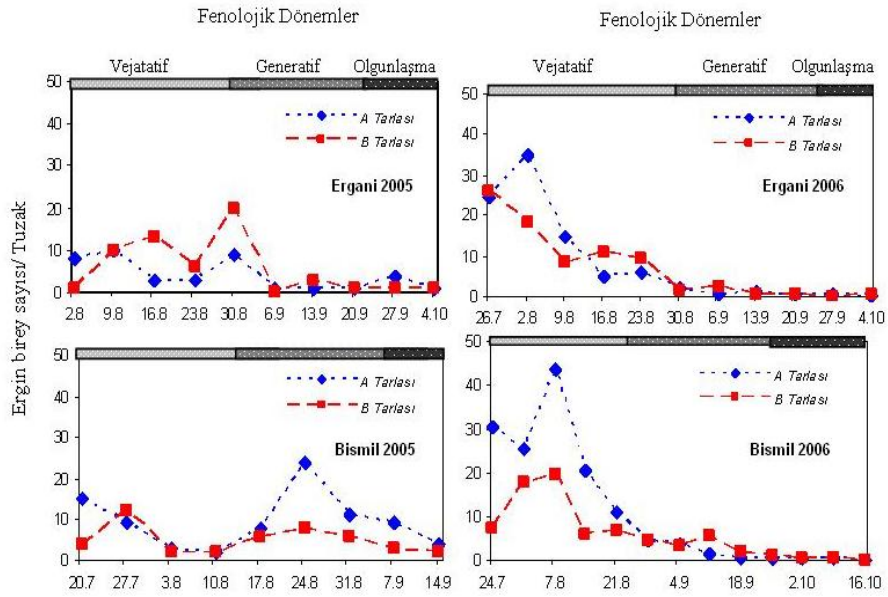 Fenolojik Dönemler
Fenolojik Dönemler
Vejatatif Generatif Olgunlaşma
Vejatatif Generatif Olgunlaşma
Ergin birey sayısı/ Tuzak
50
40
30
20
10
0
A Tarlası
B Tarlası
Ergani 2005
2.8 9.8 16.8 23.8 30.8 6.9 13.9 20.9 27.9 4.10
50
40
30
20
10
0
A Tarlası
B Tarlası
Ergani 2006
26.7 2.8 9.8 16.8 23.8 30.8 6.9 13.9 20.9 27.9 4.10
50
40
30
20
10
0
A Tarlası
B Tarlası
Bismil 2005
20.7 27.7 3.8 10.8 17.8 24.8 31.8 7.9 14.9
50
40
30
20
10
0
A Tarlası
B Tarlası
Bismil 2006
24.7 7.8 21.8 4.9 18.9 2.10 16.10